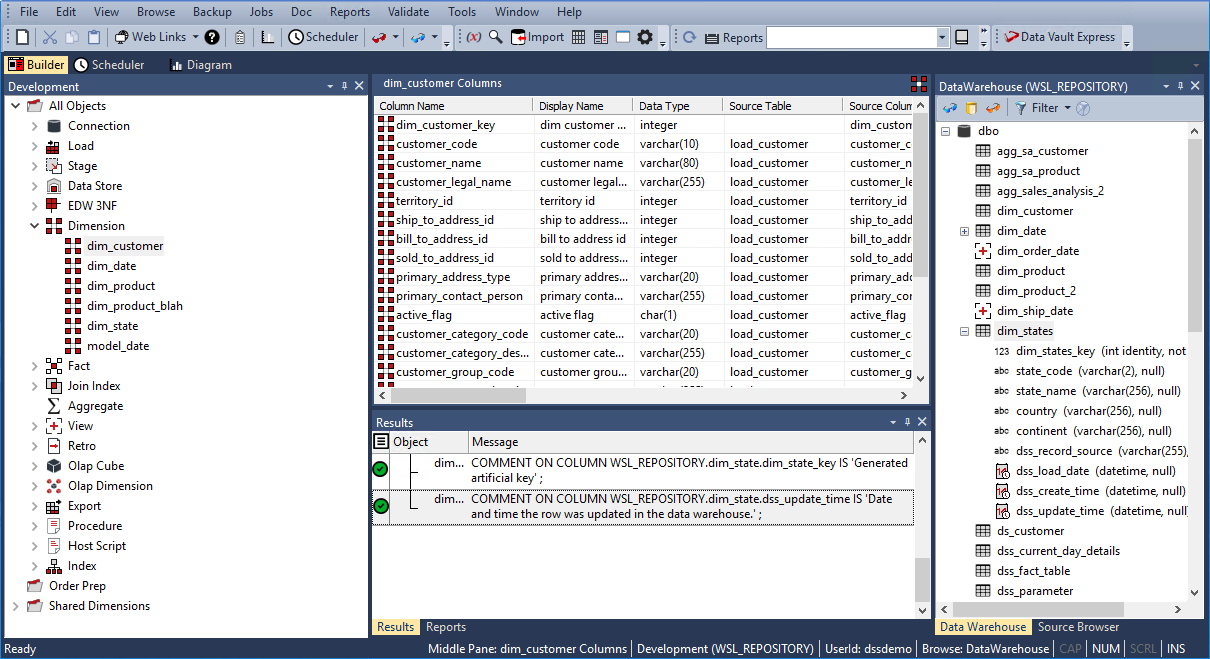 File Edit View Browse Backup Jobs Doc Reports Validate Tools Window Help
Web Links Scheduler (x) Import Reports Data Vault Express
Builder Scheduler Diagram
Development
All Objects
Connection
Load
Stage
Data Store
EDW 3NF
Dimension
dim_customer
dim_date
dim_product
dim_product_blah
dim_state
model_date
Fact
Join Index
Aggregate
View
Retro
Olap Cube
Olap Dimension
Export
Procedure
Host Script
Index
Order Prep
Shared Dimensions
dim_customer Columns
Column Name Display Name Data Type Source Table Source Colum
dim_customer_key dim customer ... integer dim_custom
customer_code customer code varchar(10) load_customer customer_c
customer_name customer name varchar(80) load_customer customer_n
customer_legal_name customer legal... varchar(255) load_customer customer_le
territory_id territory id integer load_customer territory_id
ship_to_address_id ship to address... integer load_customer ship_to_add
bill_to_address_id bill to address id integer load_customer bill_to_addr
sold_to_address_id sold to address... integer load_customer sold_to_add
primary_address_type primary addres... varchar(20) load_customer primary_add
primary_contact_person primary conta... varchar(255) load_customer primary_cor
active_flag active flag char(1) load_customer active_flag
customer_category_code customer cate... varchar(20) load_customer customer_ca
customer_category_des... customer cate... varchar(255) load_customer customer_ca
customer_group_code customer grou... varchar(20) load_customer customer_g
Results
Object Message
dim... COMMENT ON COLUMN WSL_REPOSITORY.dim_state.dim_state_key IS 'Generated
artificial key' ;
dim... COMMENT ON COLUMN WSL_REPOSITORY.dim_state.dss_update_time IS 'Date
and time the row was updated in the data warehouse.' ;
Results Reports
DataWarehouse (WSL_REPOSITORY)
Filter
dbo
agg_sa_customer
agg_sa_product
agg_sales_analysis_2
dim_customer
dim_date
dim_order_date
dim_product
dim_product_2
dim_ship_date
dim_states
123 dim_states_key (int identity, not
abc state_code (varchar(2), null)
abc state_name (varchar(256), null)
abc country (varchar(256), null)
abc continent (varchar(256), null)
abc dss_record_source (varchar(255),
dss_load_date (datetime, null)
dss_create_time (datetime, null)
dss_update_time (datetime, null)
ds_customer
dss_current_day_details
dss_fact_table
dss_parameter
Data Warehouse Source Browser
Ready Middle Pane: dim_customer Columns Development (WSL_REPOSITORY) UserId: dssdemo Browse: DataWarehouse CAP NUM SCRL INS